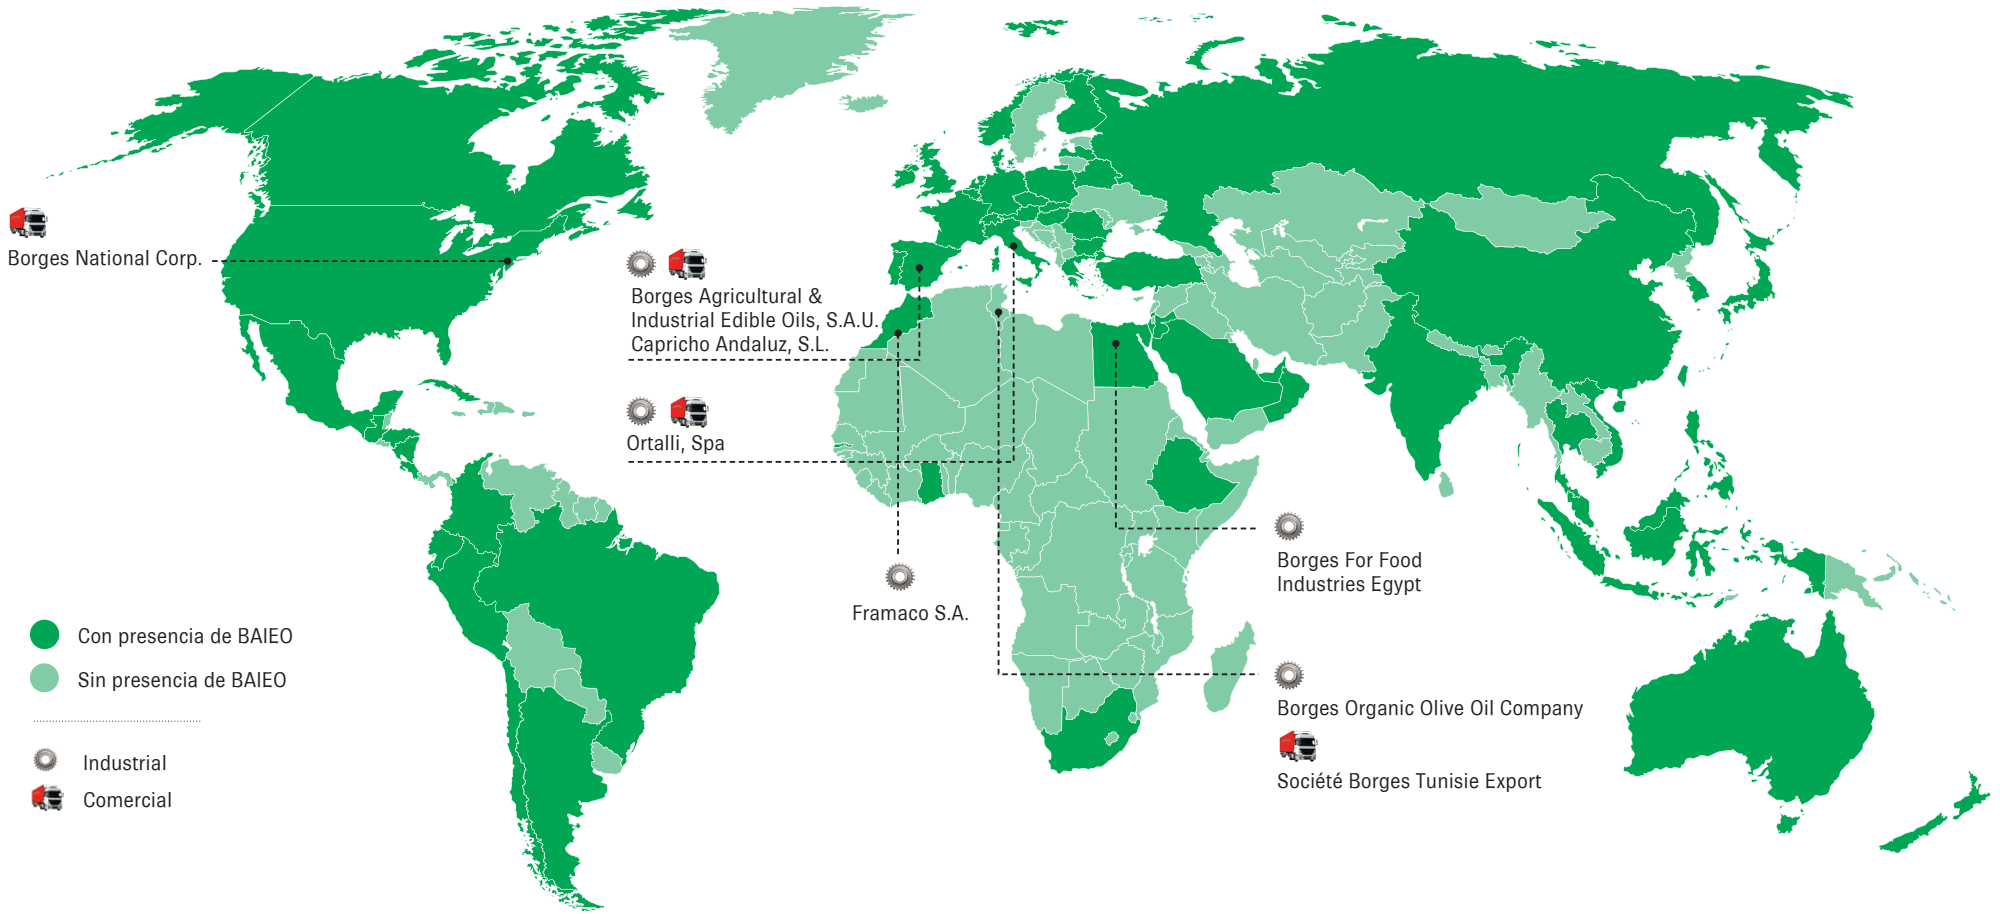 Borges National Corp.
Borges Agricultural &
Industrial Edible Oils, S.A.U.
Capricho Andaluz, S.L.
Ortalli, Spa
Framaco S.A.
Borges For Food
Industries Egypt
Borges Organic Olive Oil Company
Société Borges Tunisie Export
Con presencia de BAIEO
Sin presencia de BAIEO
Industrial
Comercial